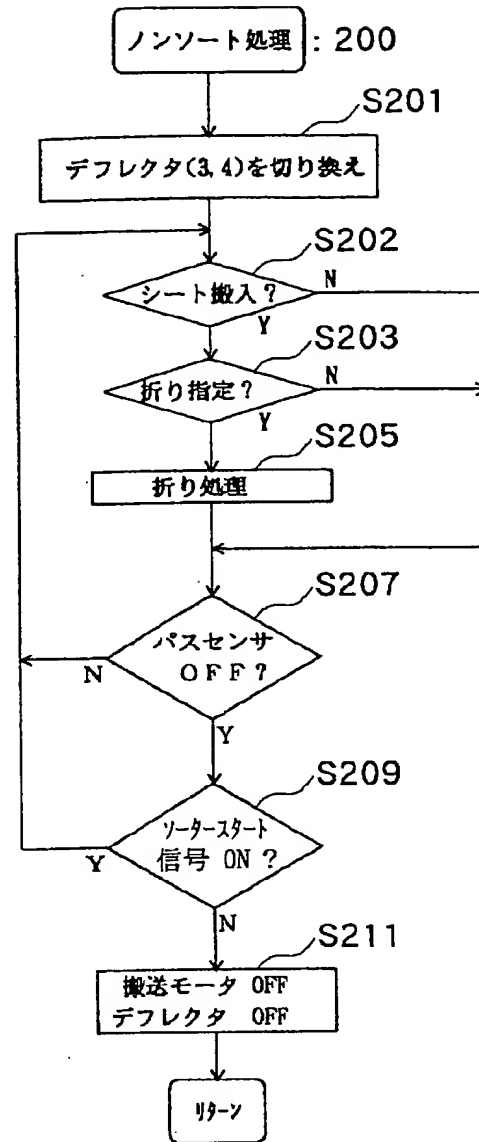 ノンソート処理 : 200
S201
デフレクタ(3,4)を切り換え
S202
シート搬入?
N
Y
S203
折り指定?
N
Y
S205
折り処理
S207
パスセンサ
OFF?
N
Y
S209
ソータースタート
信号 ON ?
Y
N
S211
搬送モータ OFF
デフレクタ OFF
リターン